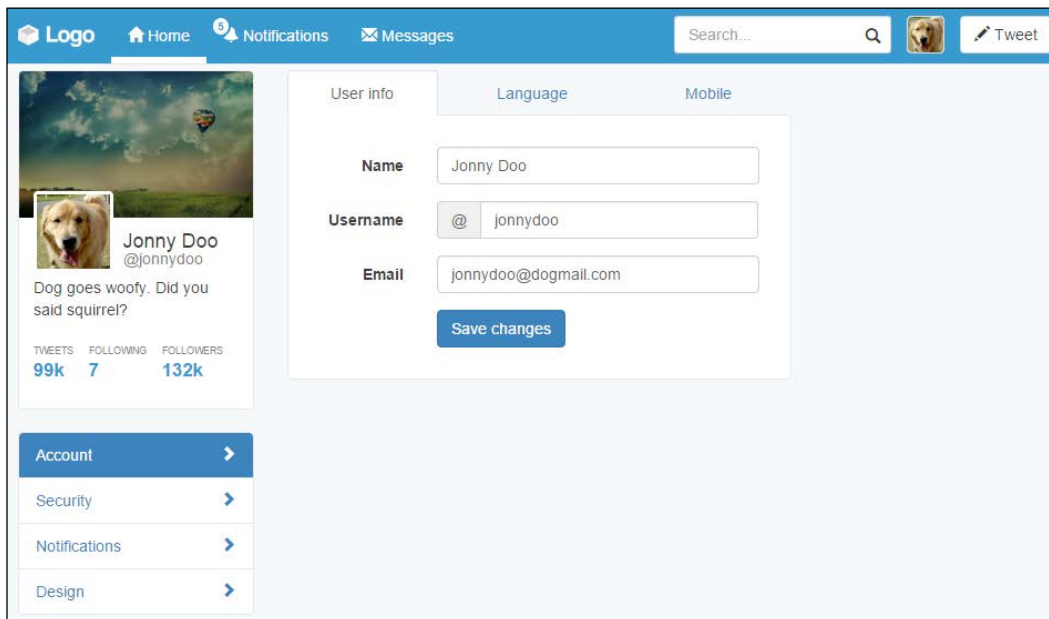 Logo Home 5 Notifications Messages Search... Tweet
User info Language Mobile
Name Jonny Doo
Username @ jonnydoo
Email jonnydoo@dogmail.com
Save changes
Jonny Doo
@jonnydoo
Dog goes woofy. Did you
said squirrel?
TWEETS FOLLOWING FOLLOWERS
99k 7 132k
Account
Security
Notifications
Design